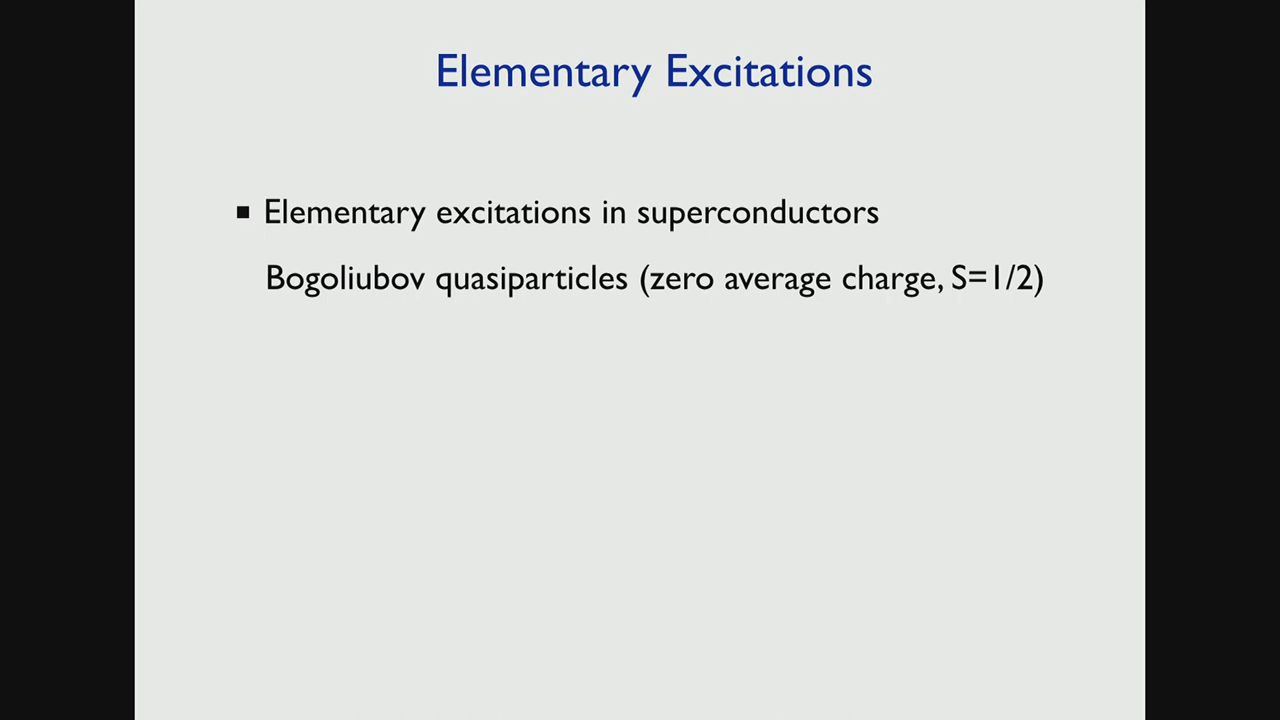 Elementary Excitations
▪ Elementary excitations in superconductors
Bogoliubov quasiparticles (zero average charge, S=1/2)